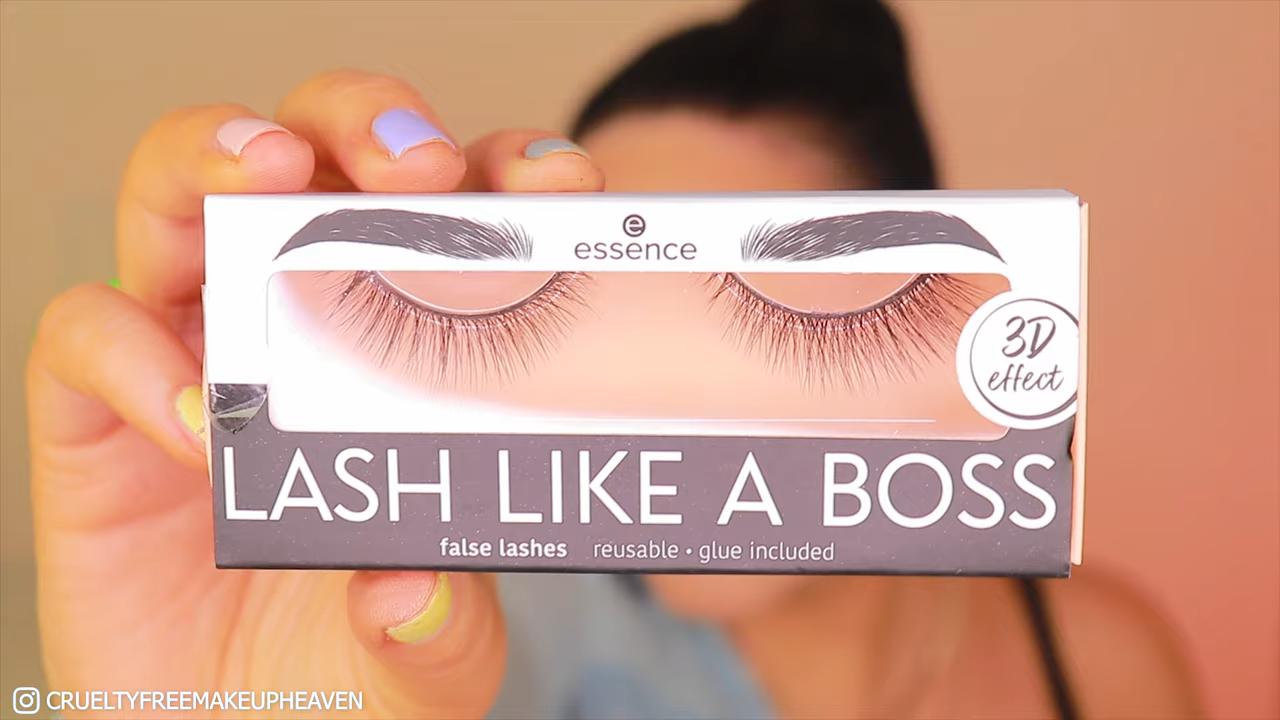 e
essence
3D
effect
LASH LIKE A BOSS
false lashes reusable • glue included
CRUELTYFREEMAKEUPHEAVEN